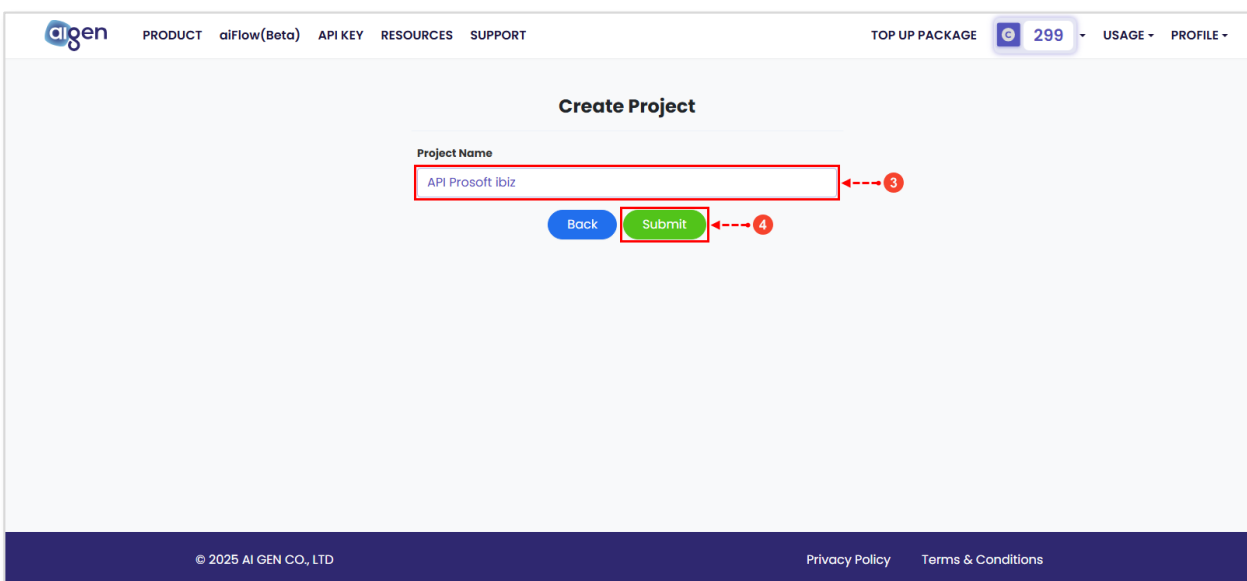 aigen PRODUCT aiFlow(Beta) API KEY RESOURCES SUPPORT TOP UP PACKAGE C 299 USAGE PROFILE
Create Project
Project Name
API Prosoft ibiz 3
Back Submit 4
© 2025 AI GEN CO., LTD Privacy Policy Terms & Conditions